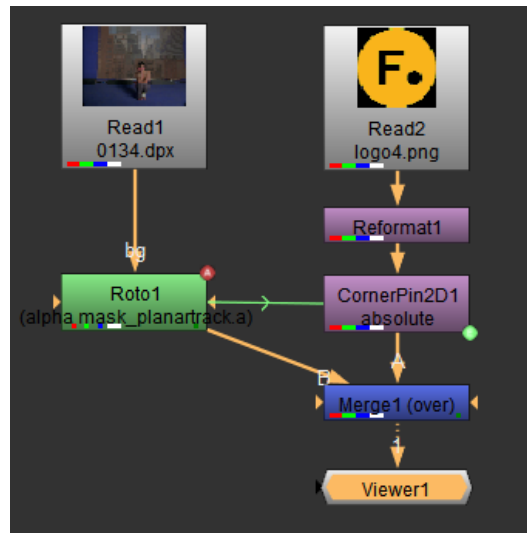 F.
Read1
0134.dpx
Read2
logo4.png
Reformat1
bg
A
Roto1
(alpha mask_planartrack.a)
CornerPin2D1
absolute
A
B
Merge1 (over)
1
Viewer1